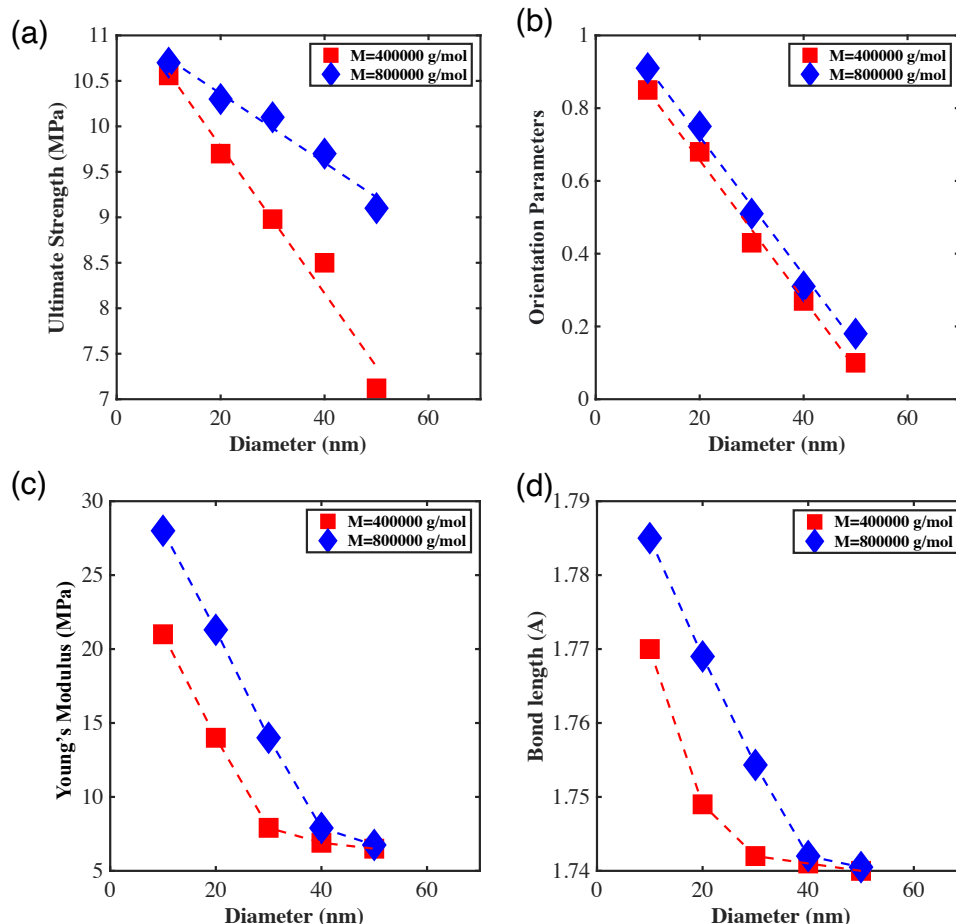 (a)
11
10.5
10
9.5
9
8.5
8
7.5
7
Ultimate Strength (MPa)
0
20
40
60
Diameter (nm)
M=400000 g/mol
M=800000 g/mol
(b)
1
0.8
0.6
0.4
0.2
0
Orientation Parameters
0
20
40
60
Diameter (nm)
M=400000 g/mol
M=800000 g/mol
(c)
30
25
20
15
10
5
Young's Modulus (MPa)
0
20
40
60
Diameter (nm)
M=400000 g/mol
M=800000 g/mol
(d)
1.79
1.78
1.77
1.76
1.75
1.74
Bond length (A)
0
20
40
60
Diameter (nm)
M=400000 g/mol
M=800000 g/mol